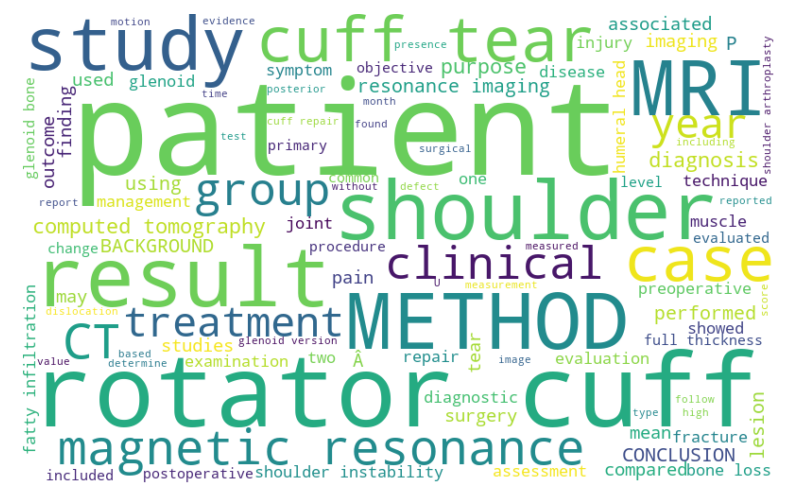 motion
evidence
study
cuff tear
associated
presence
injury
imaging
P
symptom
objective
purpose
disease
used
glenoid
time
posterior
resonance imaging
MRI
glenoid bone
finding
outcome
patient
month
cuff repair
found
test
primary
surgical
humeral head
year
including
shoulder arthroplasty
diagnosis
report
using
management
group
common
without
defect
one
level
technique
reported
shoulder
muscle
computed tomography
joint
BACKGROUND
change
procedure
measured
evaluated
result
pain
clinical
case
may
U
measurement
preoperative
dislocation
treatment
METHOD
performed
score
fatty infiltration
CT
studies
glenoid version
showed
full thickness
value
based
determine
examination
two
Â
repair
tear
image
evaluation
rotator cuff
diagnostic
surgery
follow
high
type
lesion
magnetic resonance
mean
fracture
CONCLUSION
included
postoperative
shoulder instability
assessment
compared
bone loss